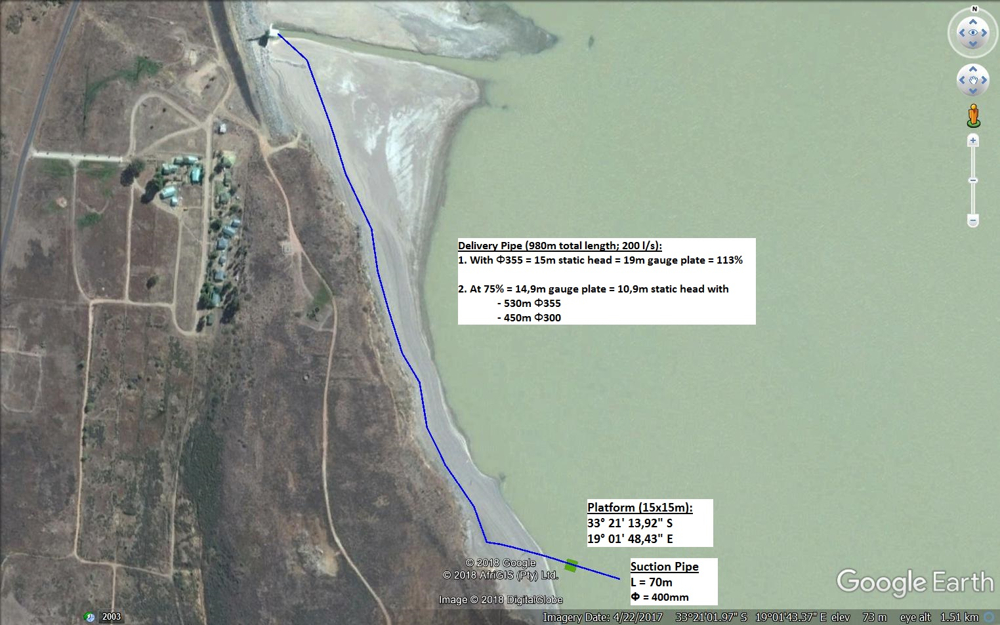 N
Delivery Pipe (980m total length; 200 l/s):
1. With Φ355 = 15m static head = 19m gauge plate = 113%
2. At 75% = 14,9m gauge plate = 10,9m static head with
- 530m Φ355
- 450m Φ300
Platform (15x15m):
33° 21' 13,92" S
19° 01' 48,43" E
Suction Pipe
L = 70m
Φ = 400mm
© 2018 Google
© 2018 AfriGIS (Pty) Ltd.
Image © 2018 DigitalGlobe
Google Earth
2003
Imagery Date: 4/22/2017 33°21'01.97" S 19°01'43.37" E elev 73 m eye alt 1.51 km